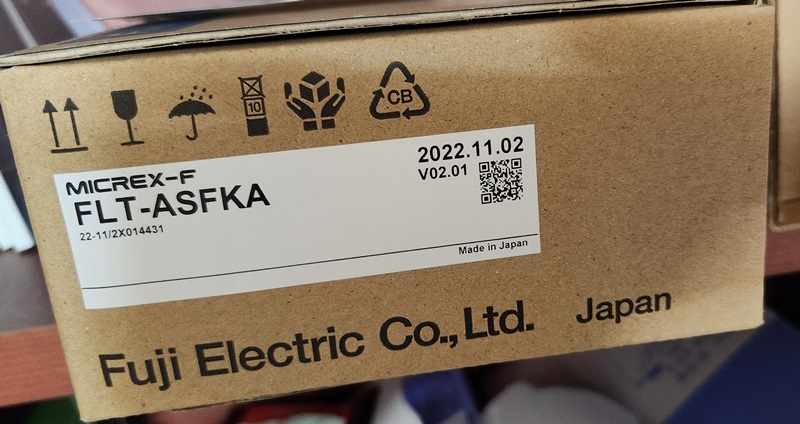 10
CB
MICREX-F
FLT-ASFKA
22-11/2X014431
2022.11.02
V02.01
Made in Japan
Fuji Electric Co.,Ltd. Japan